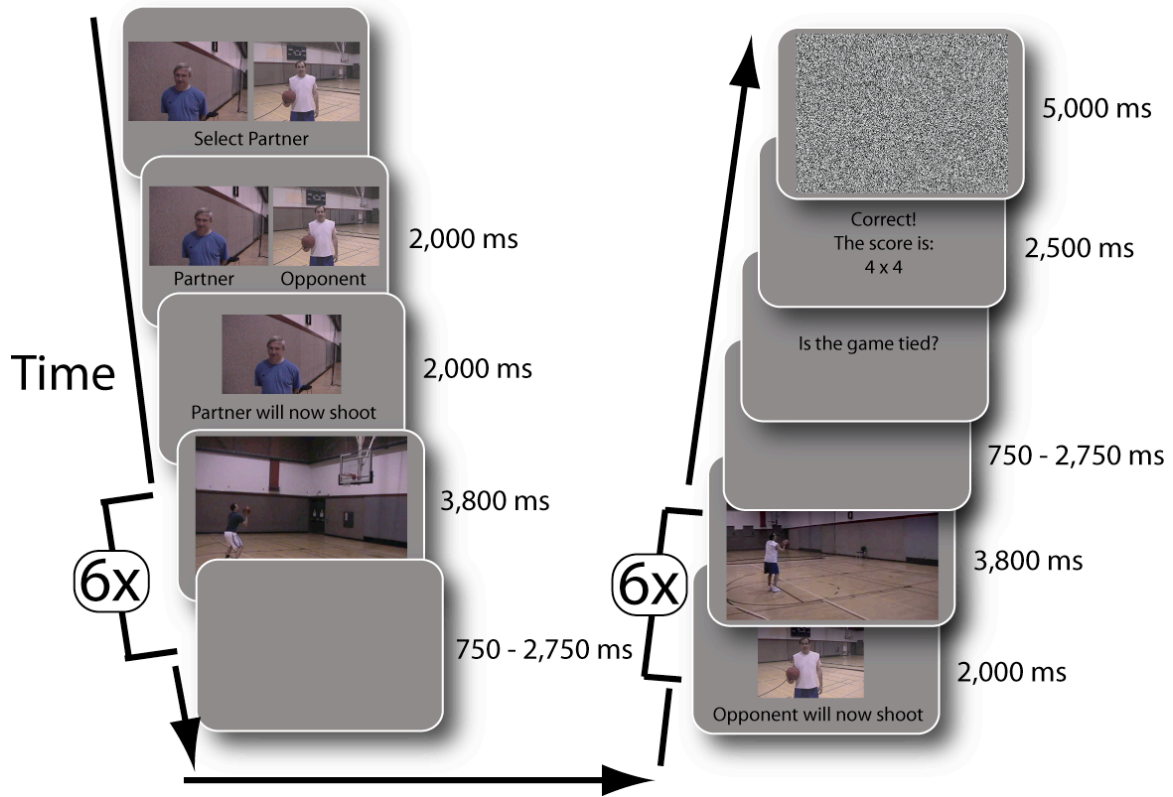 Select Partner
Partner Opponent
2,000 ms
Partner will now shoot
2,000 ms
Time
3,800 ms
6x
750 - 2,750 ms
Opponent will now shoot
2,000 ms
3,800 ms
6x
750 - 2,750 ms
Is the game tied?
Correct!
The score is:
4 x 4
2,500 ms
5,000 ms